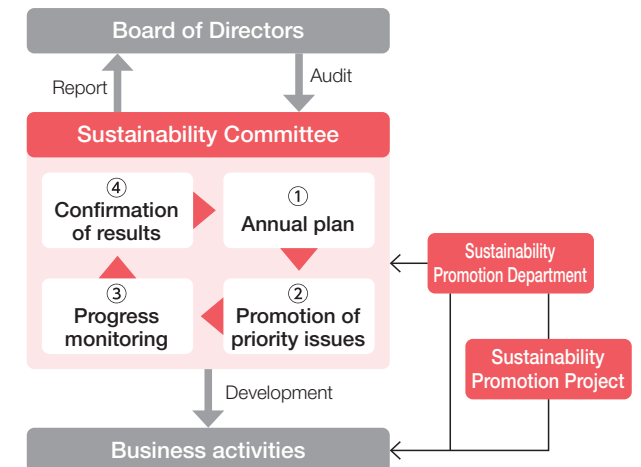 Board of Directors
Report
Audit
Sustainability Committee
④
Confirmation
of results
①
Annual plan
③
Progress
monitoring
②
Promotion of
priority issues
Sustainability
Promotion Department
Sustainability
Promotion Project
Development
Business activities